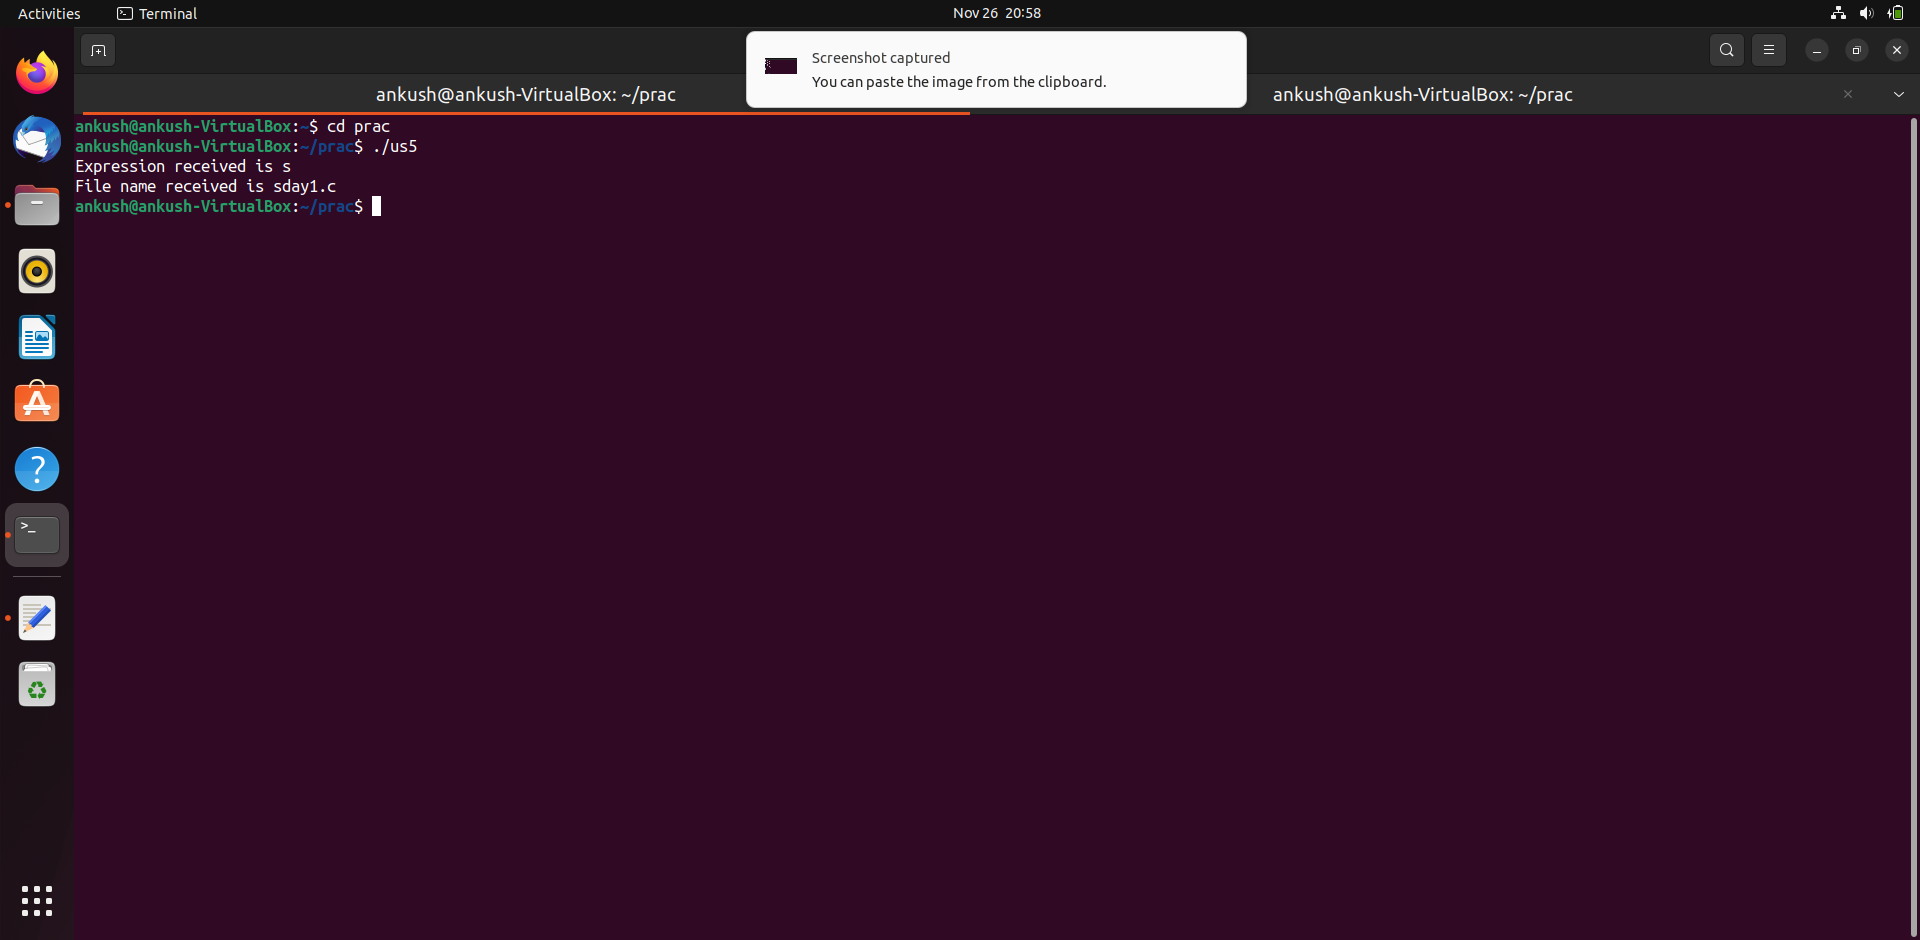 Activities
Terminal
Nov 26 20:58
Screenshot captured
You can paste the image from the clipboard.
ankush@ankush-VirtualBox: ~/prac
ankush@ankush-VirtualBox: ~/prac
ankush@ankush-VirtualBox:~$ cd prac
ankush@ankush-VirtualBox:~/prac$ ./us5
Expression received is s
File name received is sday1.c
ankush@ankush-VirtualBox:~/prac$